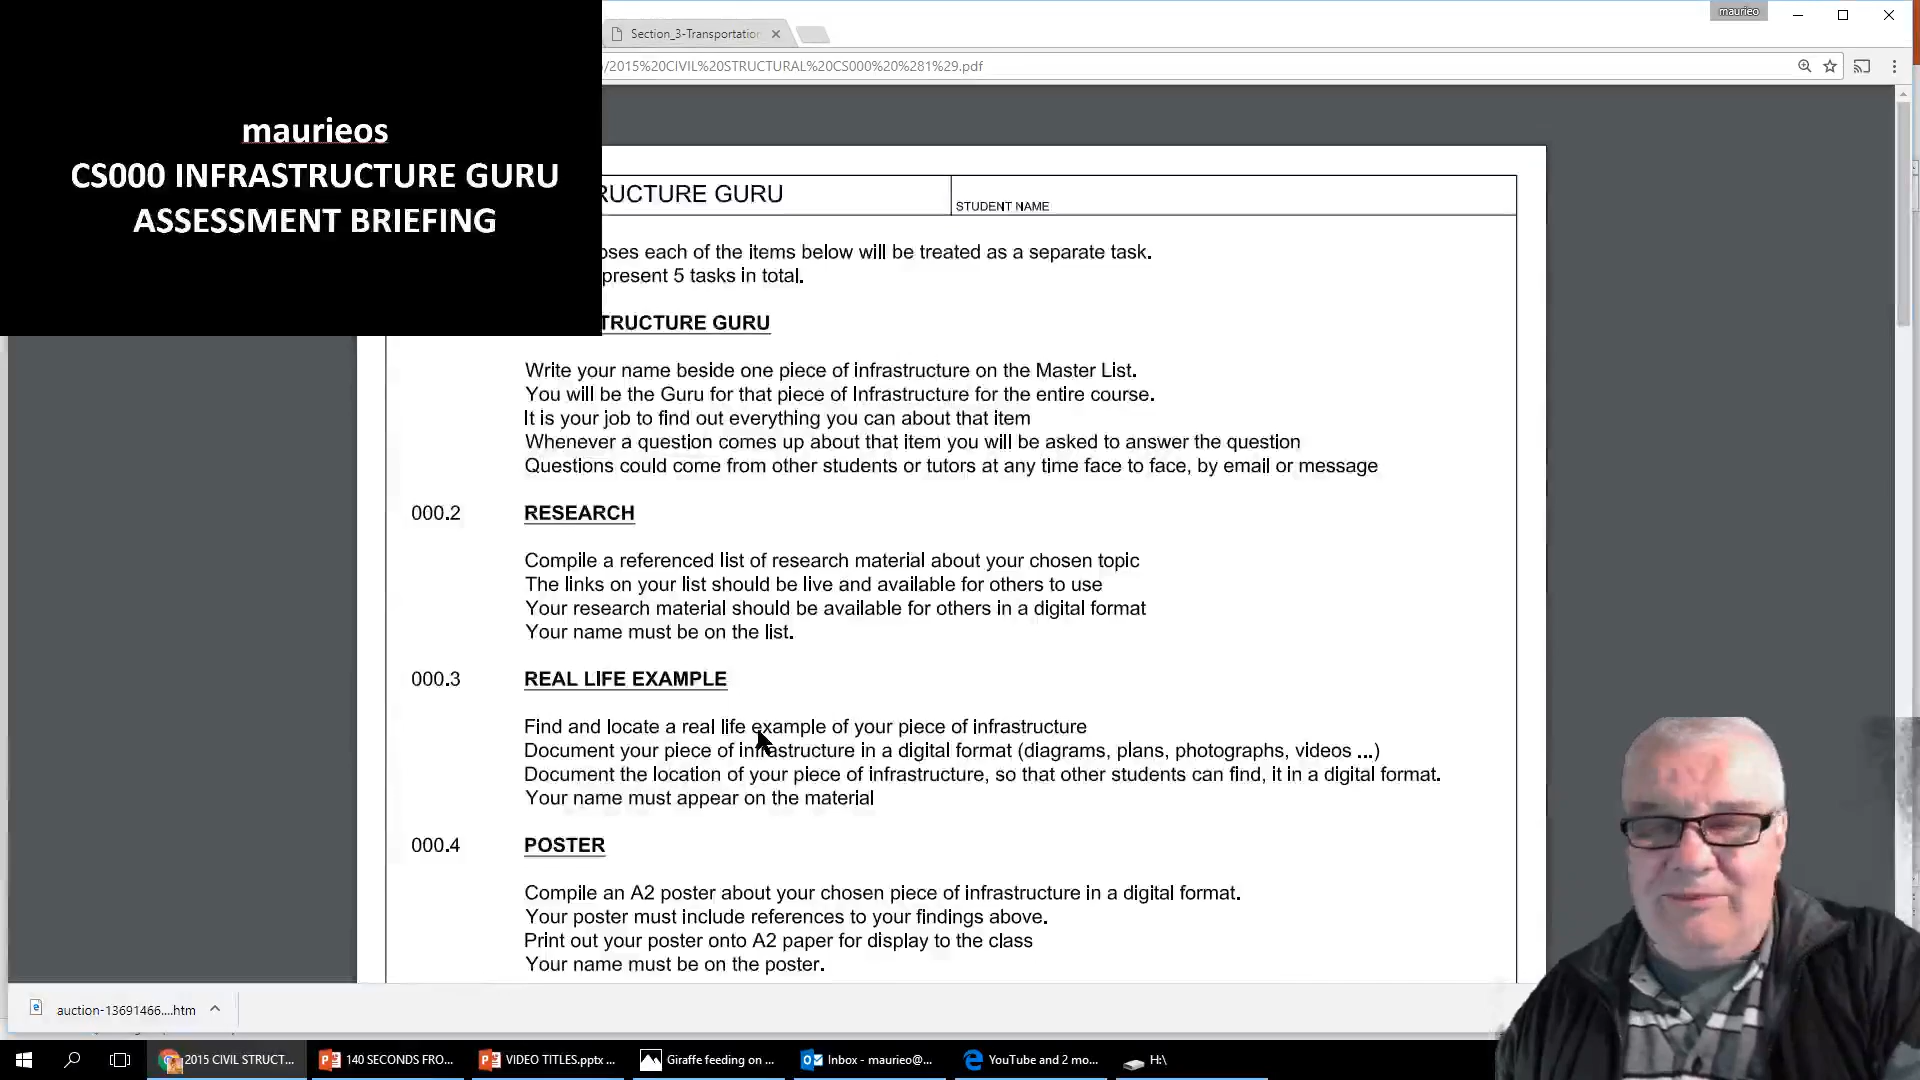 maurieo
Section_3-Transportation
/2015%20CIVIL%20STRUCTURAL%20CS000%20%281%29.pdf
maurieos
CS000 INFRASTRUCTURE GURU
ASSESSMENT BRIEFING
RUCTURE GURU
STUDENT NAME
oses each of the items below will be treated as a separate task.
present 5 tasks in total.
TRUCTURE GURU
Write your name beside one piece of infrastructure on the Master List.
You will be the Guru for that piece of Infrastructure for the entire course.
It is your job to find out everything you can about that item
Whenever a question comes up about that item you will be asked to answer the question
Questions could come from other students or tutors at any time face to face, by email or message
000.2 RESEARCH
Compile a referenced list of research material about your chosen topic
The links on your list should be live and available for others to use
Your research material should be available for others in a digital format
Your name must be on the list.
000.3 REAL LIFE EXAMPLE
Find and locate a real life example of your piece of infrastructure
Document your piece of infrastructure in a digital format (diagrams, plans, photographs, videos ...)
Document the location of your piece of infrastructure, so that other students can find, it in a digital format.
Your name must appear on the material
000.4 POSTER
Compile an A2 poster about your chosen piece of infrastructure in a digital format.
Your poster must include references to your findings above.
Print out your poster onto A2 paper for display to the class
Your name must be on the poster.
auction-13691466....htm
2015 CIVIL STRUCT...
140 SECONDS FRO...
VIDEO TITLES.pptx ...
Giraffe feeding on ...
Inbox - maurieo@...
YouTube and 2 mo...
H:\